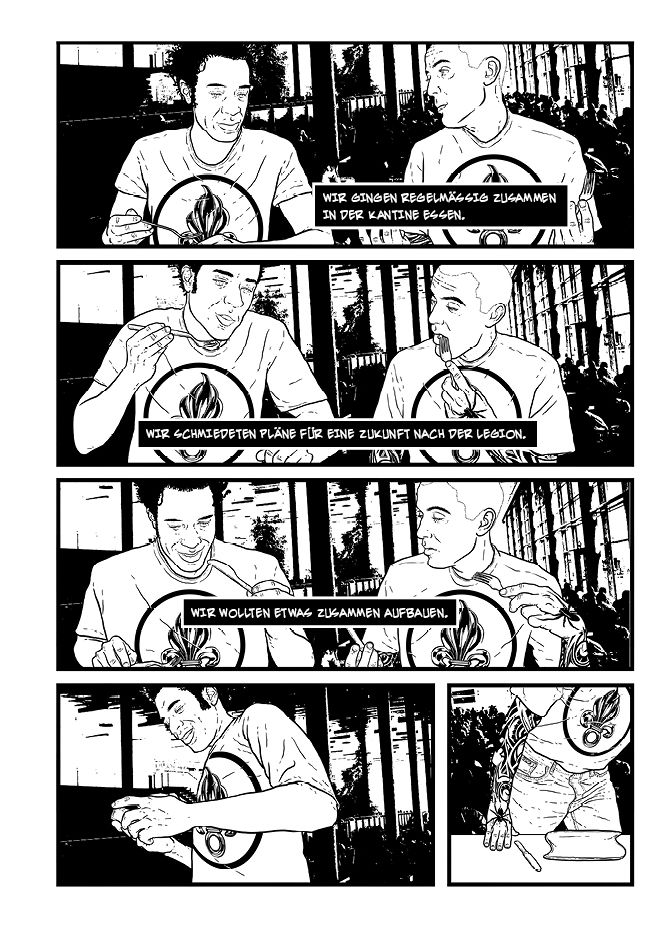 WIR GINGEN REGELMÄSSIG ZUSAMMEN
IN DER KANTINE ESSEN.
WIR SCHMIEDETEN PLÄNE FÜR EINE ZUKUNFT NACH DER LEGION.
WIR WOLLTEN ETWAS ZUSAMMEN AUFBAUEN.